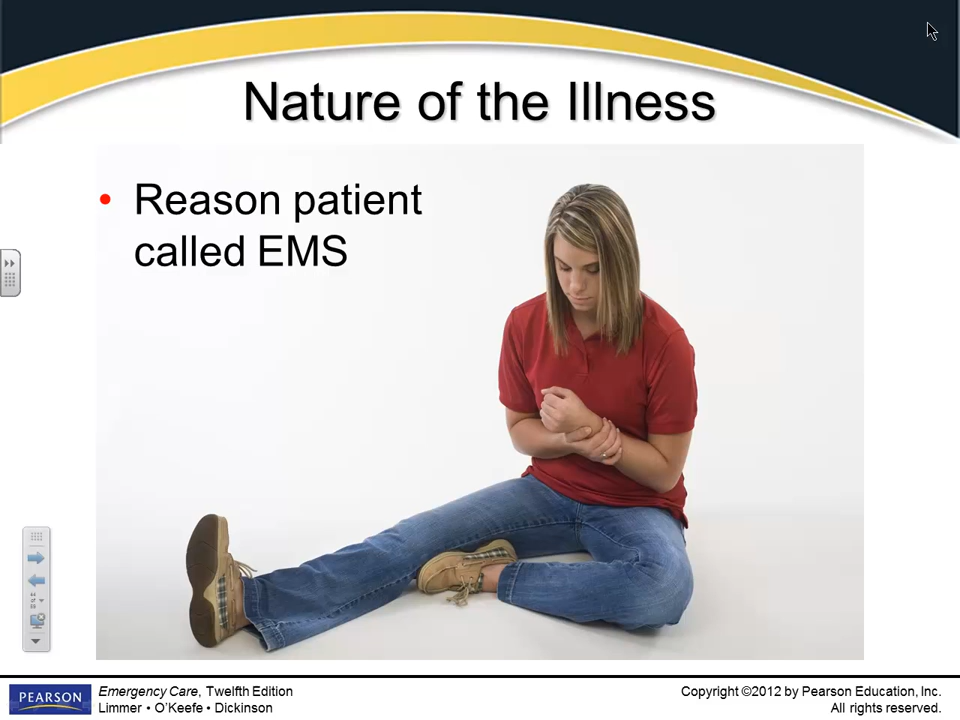 Nature of the Illness
• Reason patient
called EMS
PEARSON
Emergency Care, Twelfth Edition
Limmer • O’Keefe • Dickinson
Copyright ©2012 by Pearson Education, Inc.
All rights reserved.